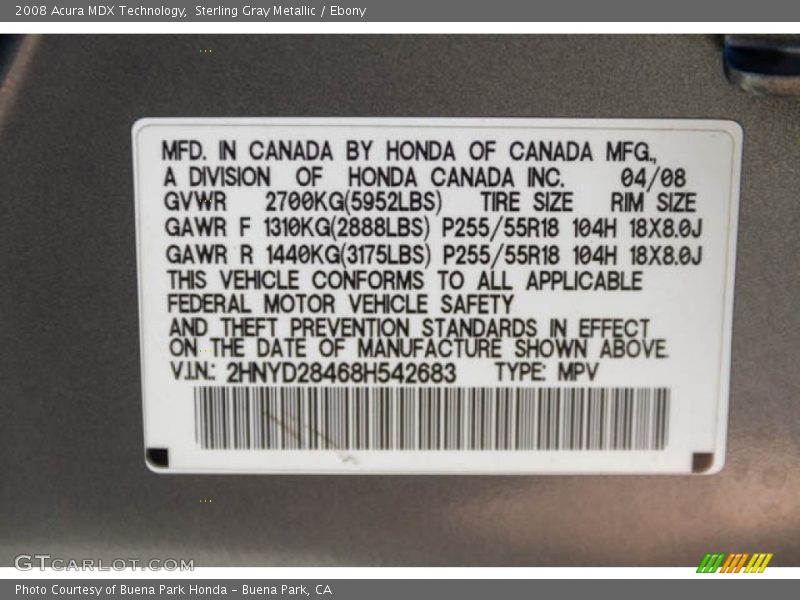 2008 Acura MDX Technology, Sterling Gray Metallic / Ebony
MFD. IN CANADA BY HONDA OF CANADA MFG.,
A DIVISION OF HONDA CANADA INC. 04/08
GVWR 2700KG(5952LBS) TIRE SIZE RIM SIZE
GAWR F 1310KG(2888LBS) P255/55R18 104H 18X8.0J
GAWR R 1440KG(3175LBS) P255/55R18 104H 18X8.0J
THIS VEHICLE CONFORMS TO ALL APPLICABLE
FEDERAL MOTOR VEHICLE SAFETY
AND THEFT PREVENTION STANDARDS IN EFFECT
ON THE DATE OF MANUFACTURE SHOWN ABOVE.
V.I.N.: 2HNYD28468H542683 TYPE: MPV
GTCARLOT.COM
Photo Courtesy of Buena Park Honda - Buena Park, CA